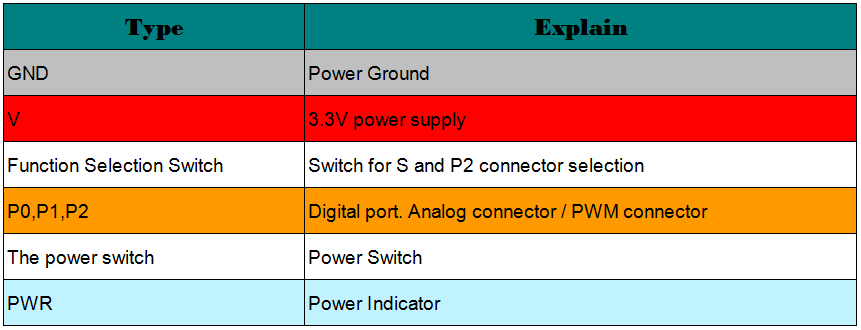 Type Explain
GND Power Ground
V 3.3V power supply
Function Selection Switch Switch for S and P2 connector selection
P0,P1,P2 Digital port. Analog connector / PWM connector
The power switch Power Switch
PWR Power Indicator